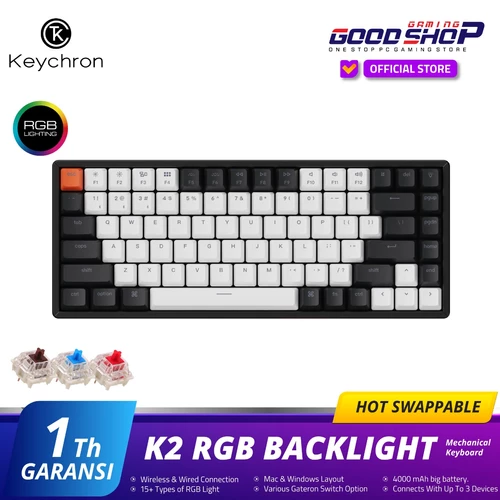 Keychron
GAMING
GOOD SHOP
ONE STOP PC GAMING STORE
OFFICIAL STORE
RGB
LIGHTING
1 Th
GARANSI
HOT SWAPPABLE
K2 RGB BACKLIGHT
Mechanical
Keyboard
• Wireless & Wired Connection
• 15+ Types of RGB Light
• Mac & Windows Layout
• Various Gateron Switch Option
• 4000 mAh big battery.
• Connects With Up To 3 Devices